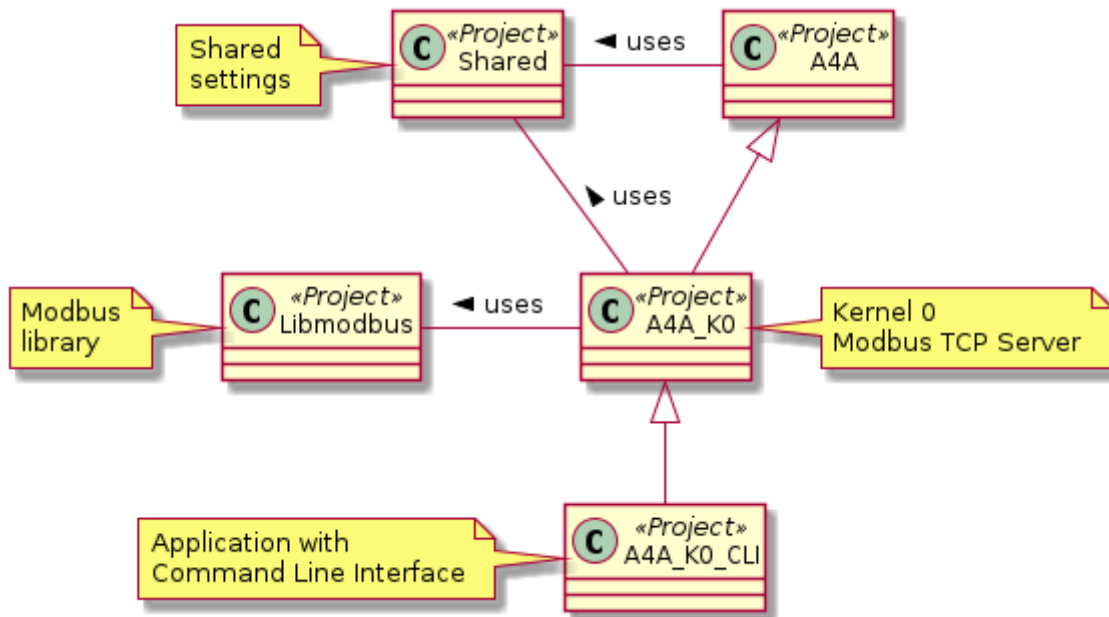 Shared
settings
C
«Project»
Shared
uses
C
«Project»
A4A
uses
Modbus
library
C
«Project»
Libmodbus
uses
C
«Project»
A4A_K0
Kernel 0
Modbus TCP Server
Application with
Command Line Interface
C
«Project»
A4A_K0_CLI